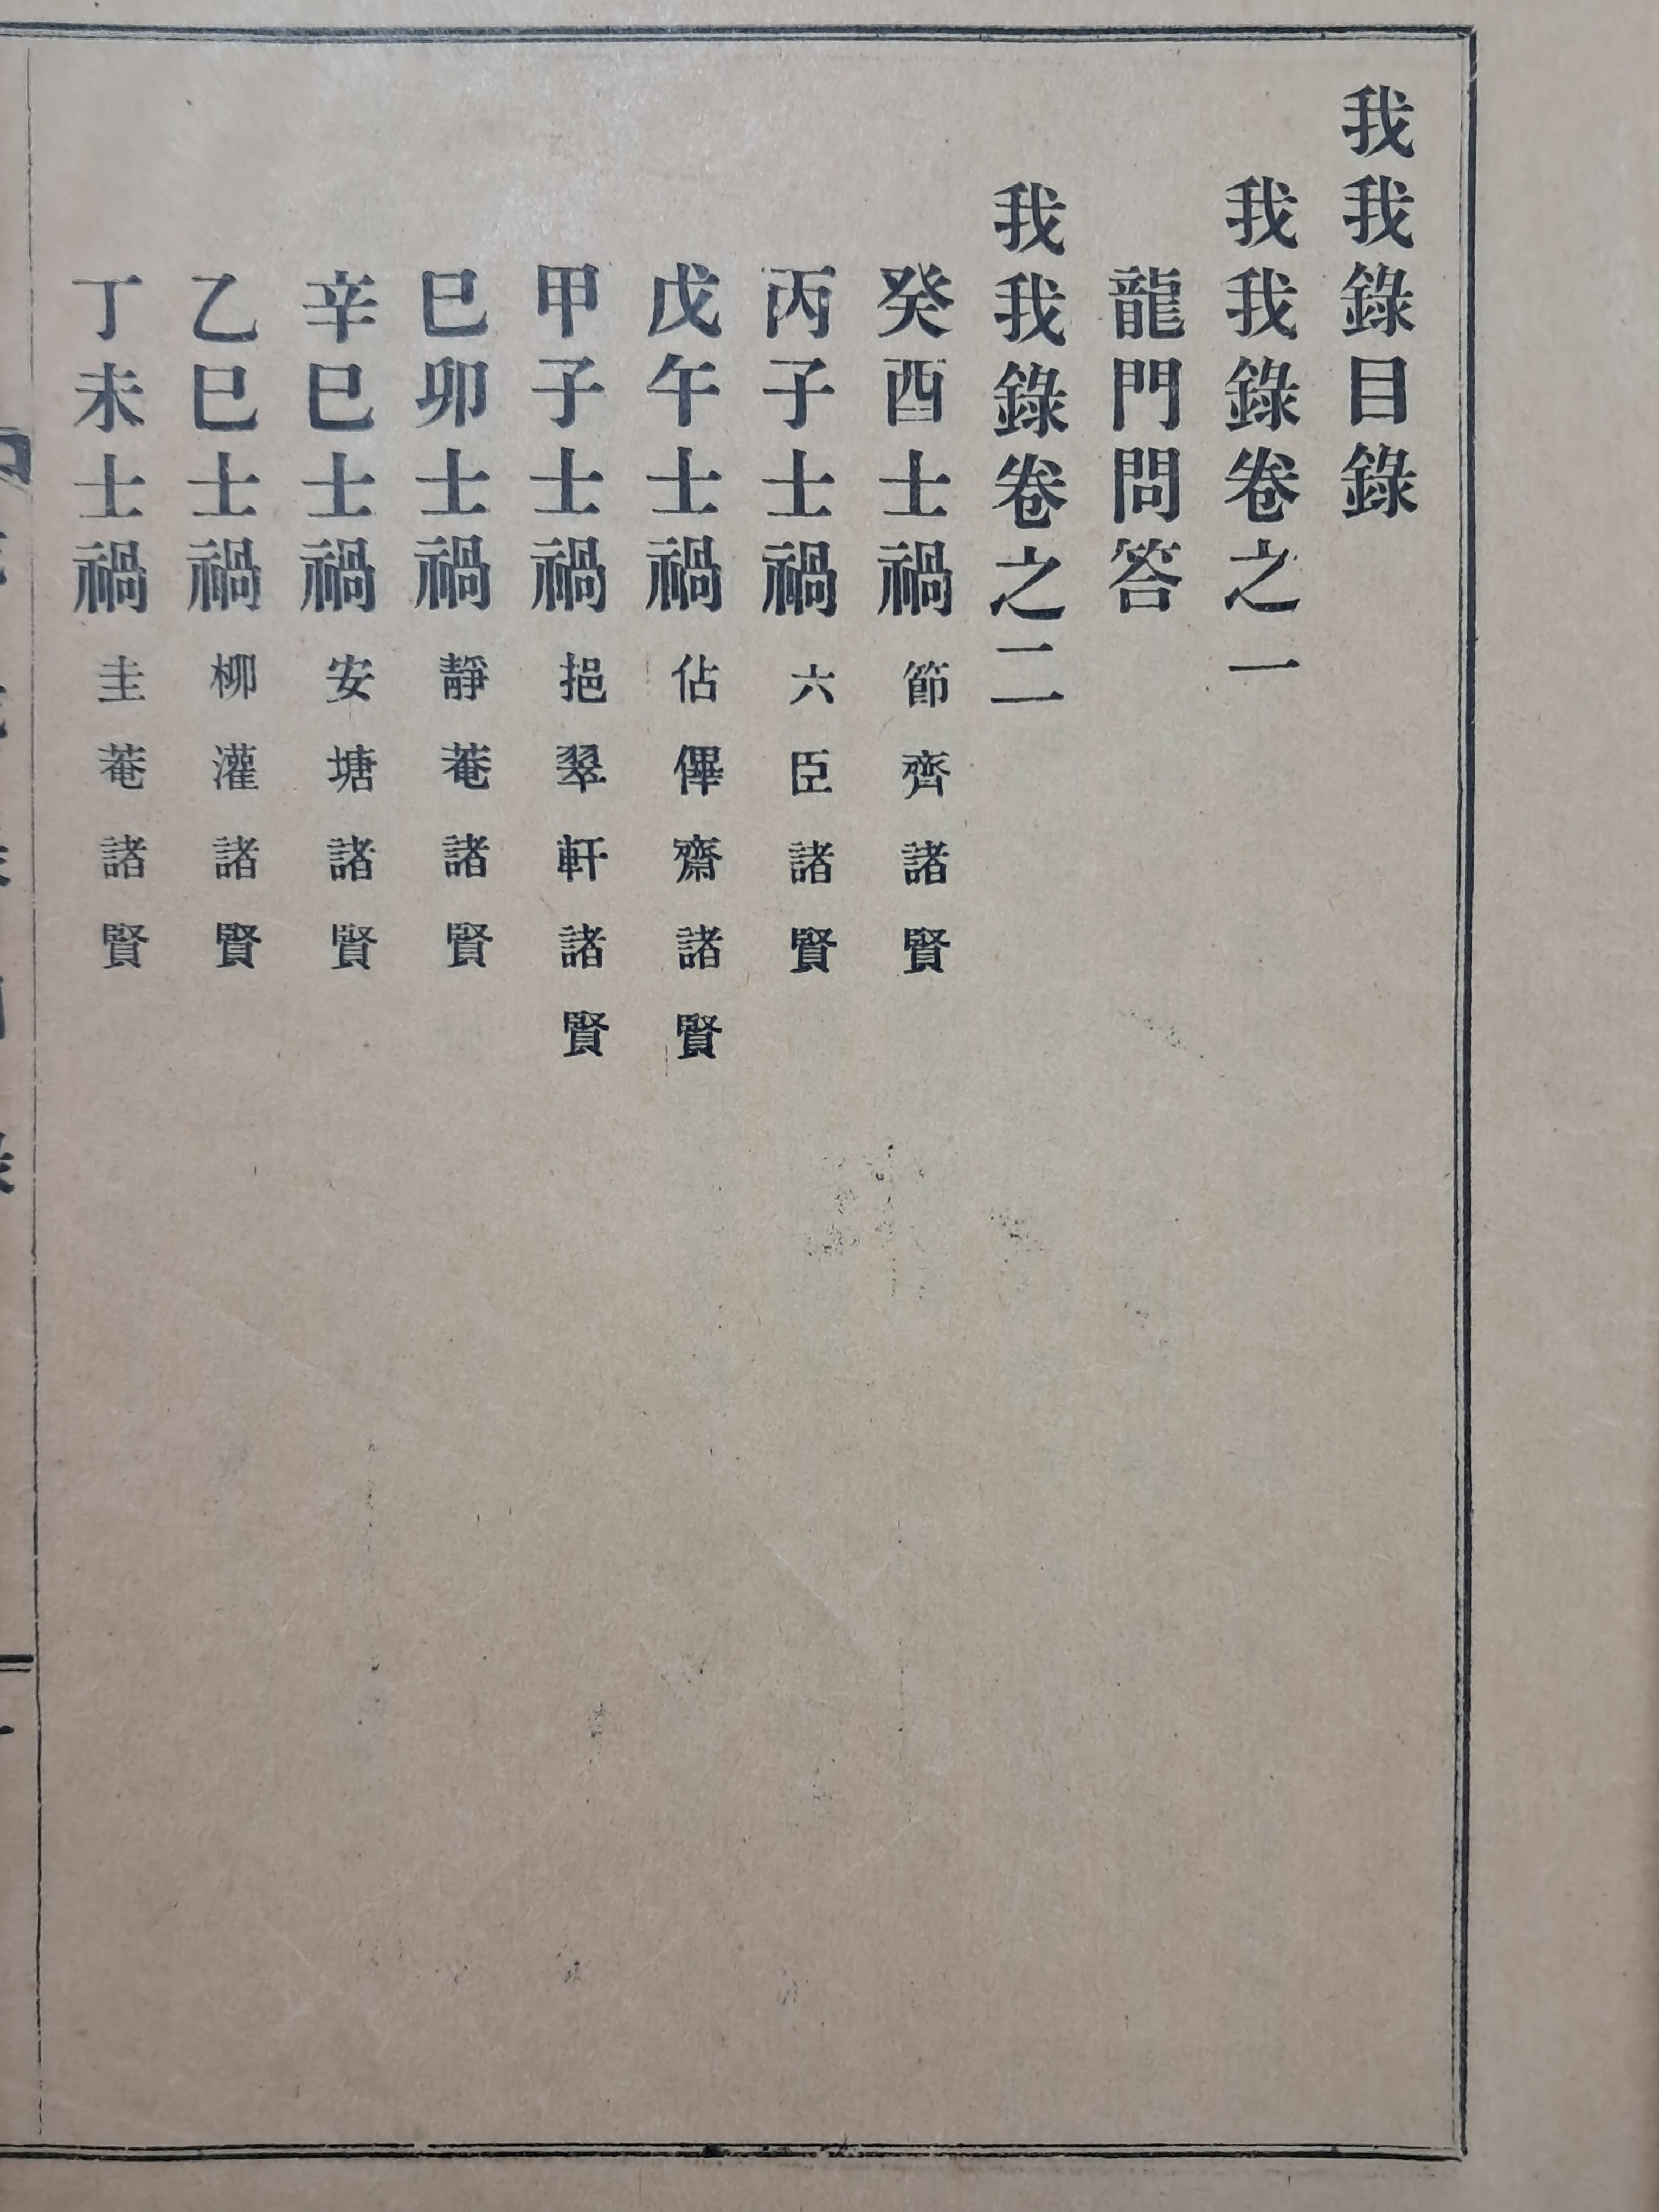 我我錄目錄
我我錄卷之一
龍門問答
我我錄卷之二
癸酉士禍 節齊諸賢
丙子士禍 六臣諸賢
戊午士禍 佔僤齋諸賢
甲子士禍 挹翠軒諸賢
巳卯士禍 靜菴諸賢
辛巳士禍 安塘諸賢
乙巳士禍 柳灌諸賢
丁未士禍 圭菴諸賢